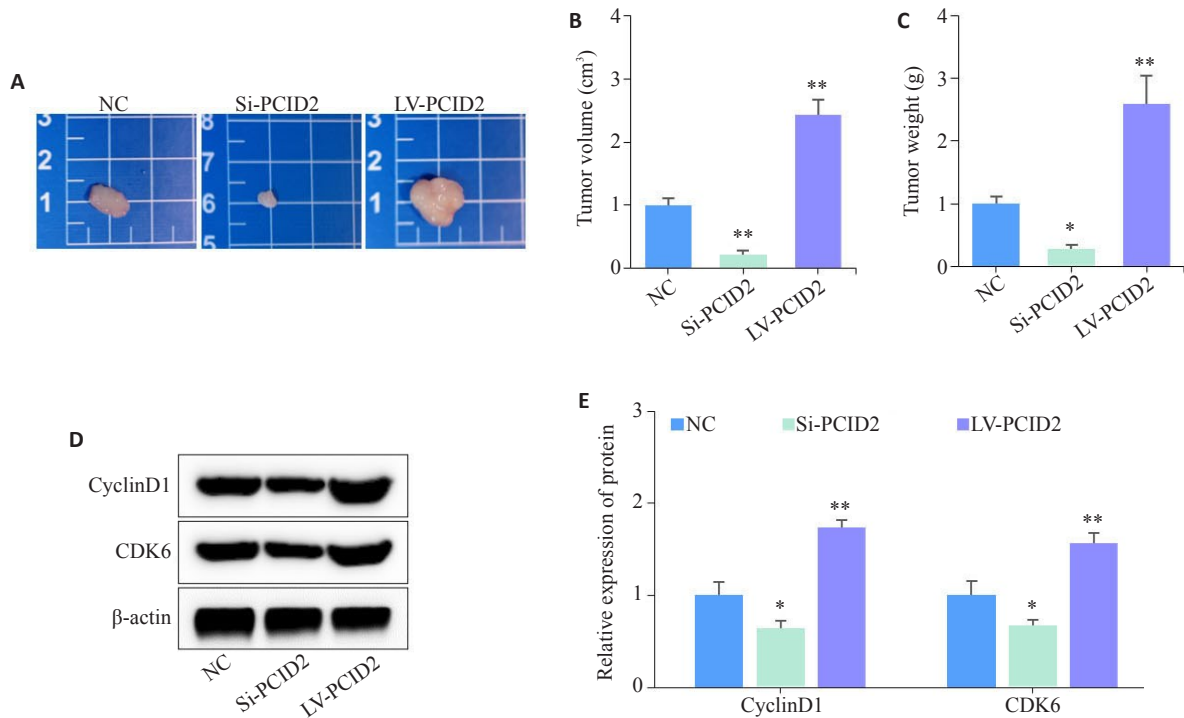 A
NC
Si-PCID2
LV-PCID2
3
2
1
8
7
6
5
3
2
1
B
Tumor volume (cm³)
4
3
2
1
0
**
**
NC
Si-PCID2
LV-PCID2
C
Tumor weight (g)
4
3
2
1
0
*
**
NC
Si-PCID2
LV-PCID2
D
CyclinD1
CDK6
β-actin
NC
Si-PCID2
LV-PCID2
E
Relative expression of protein
3
2
1
0
NC
Si-PCID2
LV-PCID2
*
**
*
**
CyclinD1
CDK6